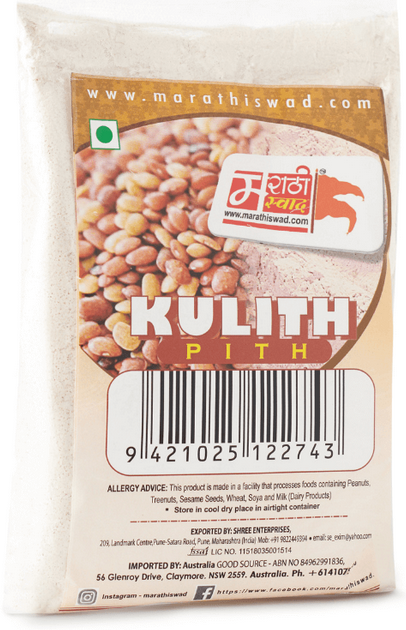 www.marathiswad.com
मराठी
स्वाद
www.marathiswad.com
KULITH
PITH
9 421025 122743
ALLERGY ADVICE: This product is made in a facility that processes foods containing Peanuts,
Treenuts, Sesame Seeds, Wheat, Soya and Milk (Dairy Products)
• Store in cool dry place in airtight container
EXPORTED BY: SHREE ENTERPRISES,
209, Landmark Centre, Pune-Satara Road, Pune, Maharashtra (India) Mob: +91 9822449394 • email: se_exim@yahoo.com
fssai LIC NO. 11518035001514
IMPORTED BY: Australia GOOD SOURCE - ABN NO 84962991836,
56 Glenroy Drive, Claymore. NSW 2559. Australia. Ph. +614107
Instagram - marathiswad f https://www.facebook.com/marathiswad.